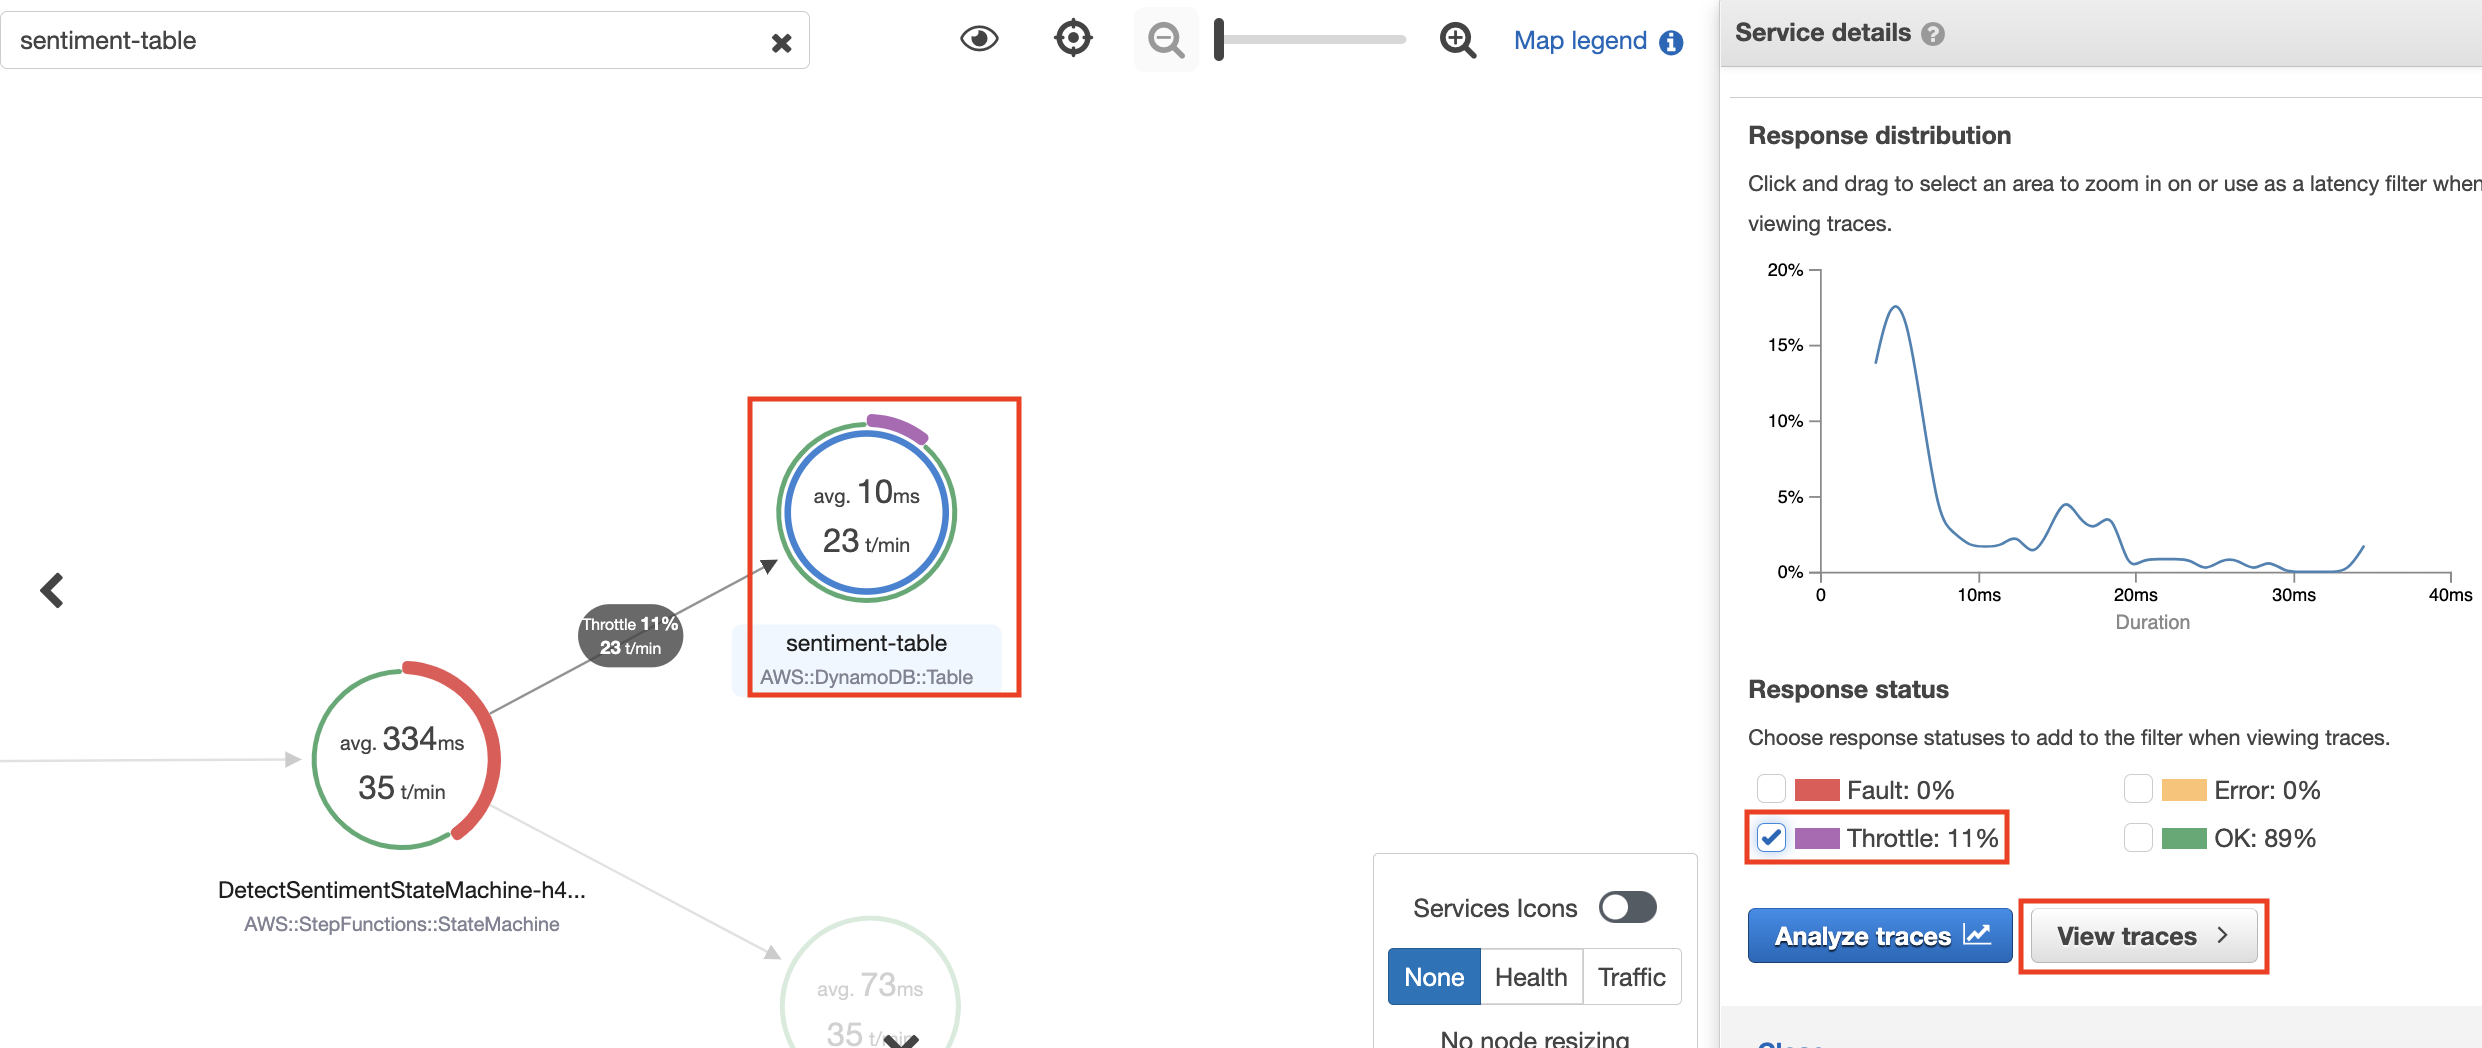 sentiment-table
Map legend
Service details
Response distribution
Click and drag to select an area to zoom in on or use as a latency filter when
viewing traces.
20%
15%
10%
5%
0%
0
10ms
20ms
30ms
40ms
Duration
avg. 10ms
23 t/min
sentiment-table
AWS::DynamoDB::Table
Throttle 11%
23 t/min
avg. 334ms
35 t/min
DetectSentimentStateMachine-h4...
AWS::StepFunctions::StateMachine
avg. 73ms
35 t/min
Response status
Choose response statuses to add to the filter when viewing traces.
Fault: 0%
Error: 0%
Throttle: 11%
OK: 89%
Analyze traces
View traces
Services Icons
None
Health
Traffic
No node resizing
Close